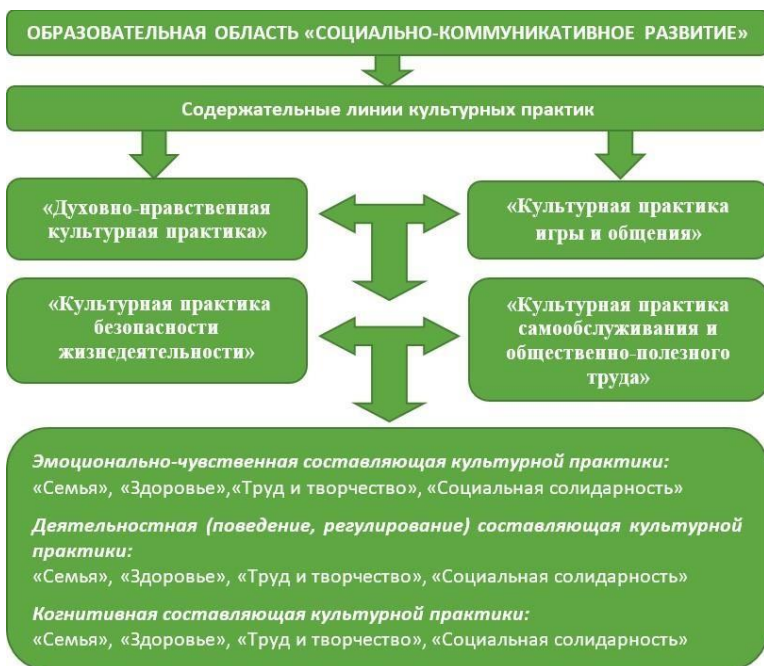 ОБРАЗОВАТЕЛЬНАЯ ОБЛАСТЬ «СОЦИАЛЬНО-КОММУНИКАТИВНОЕ РАЗВИТИЕ»
Содержательные линии культурных практик
«Духовно-нравственная
культурная практика»
«Культурная практика
игры и общения»
«Культурная практика
безопасности
жизнедеятельности»
«Культурная практика
самообслуживания и
общественно-полезного
труда»
Эмоционально-чувственная составляющая культурной практики:
«Семья», «Здоровье»,«Труд и творчество», «Социальная солидарность»
Деятельностная (поведение, регулирование) составляющая культурной
практики:
«Семья», «Здоровье», «Труд и творчество», «Социальная солидарность»
Когнитивная составляющая культурной практики:
«Семья», «Здоровье», «Труд и творчество», «Социальная солидарность»